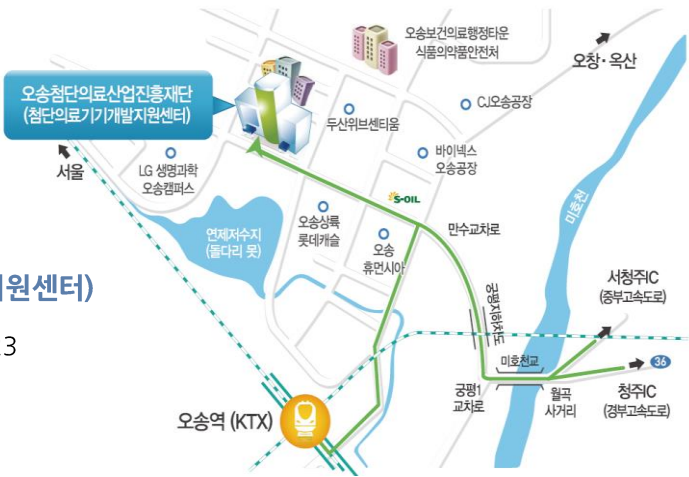 오송보건의료행정타운
식품의약품안전처
오창·옥산
오송첨단의료산업진흥재단
(첨단의료기기개발지원센터)
CJ오송공장
두산위브센티움
바이넥스
오송공장
서울
LG 생명과학
오송캠퍼스
S-OIL
미호천
연제저수지
(돌다리 못)
오송상륙
롯데캐슬
오송
휴먼시아
만수교차로
원센터)
궁평지하차도
서청주IC
(중부고속도로)
3
미호천교
36
궁평1
교차로
월곡
사거리
청주IC
(경부고속도로)
오송역 (KTX)